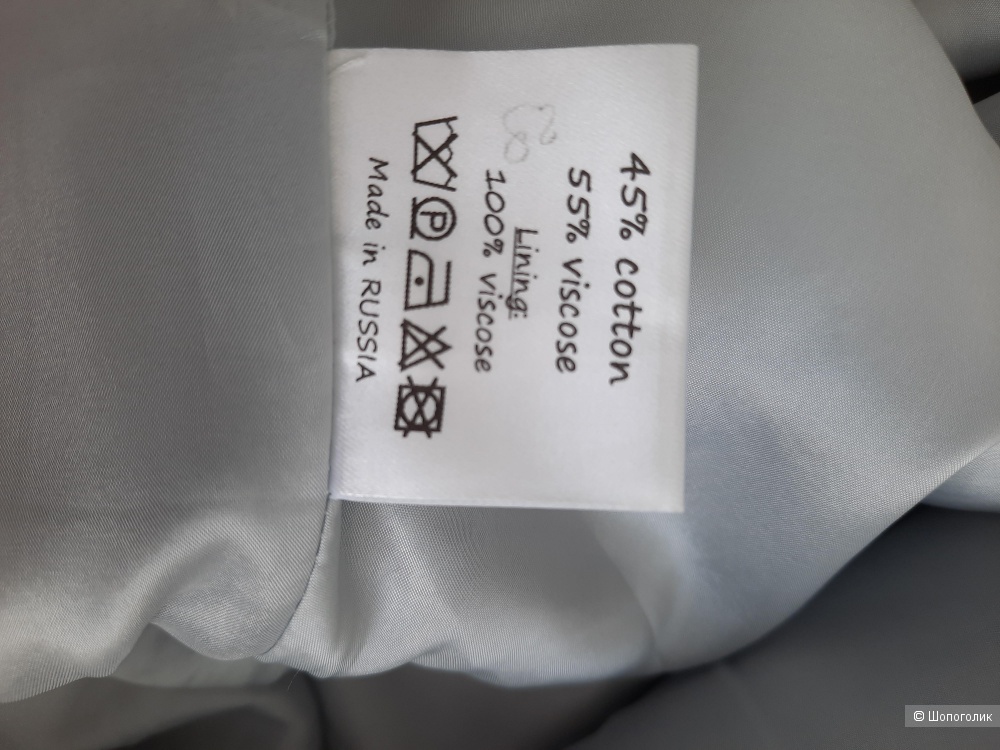 45% cotton
55% viscose
Lining:
100% viscose
P
Made in RUSSIA
© Шопоголик